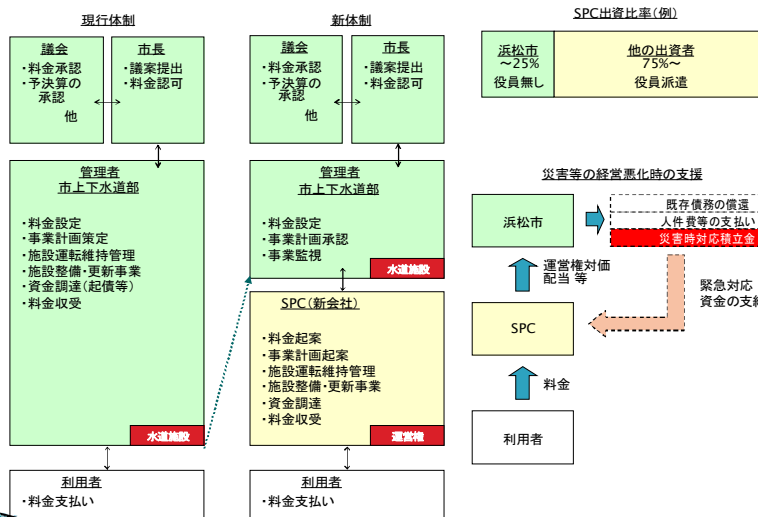 現行体制
議会
・料金承認
・予決算の
承認
他
市長
・議案提出
・料金認可
管理者
市上下水道部
・料金設定
・事業計画策定
・施設運転維持管理
・施設整備・更新事業
・資金調達(起債等)
・料金収受
水道施設
利用者
・料金支払い
新体制
議会
・料金承認
・予決算の
承認
他
市長
・議案提出
・料金認可
管理者
市上下水道部
・料金設定
・事業計画承認
・事業監視
水道施設
SPC(新会社)
・料金起案
・事業計画起案
・施設運転維持管理
・施設整備・更新事業
・資金調達
・料金収受
運営権
利用者
・料金支払い
SPC出資比率(例)
浜松市
～25%
役員無し
他の出資者
75%～
役員派遣
災害等の経営悪化時の支援
浜松市
既存債務の償還
人件費等の支払い
災害時対応積立金
運営権対価
配当 等
緊急対応
資金の支給
SPC
料金
利用者